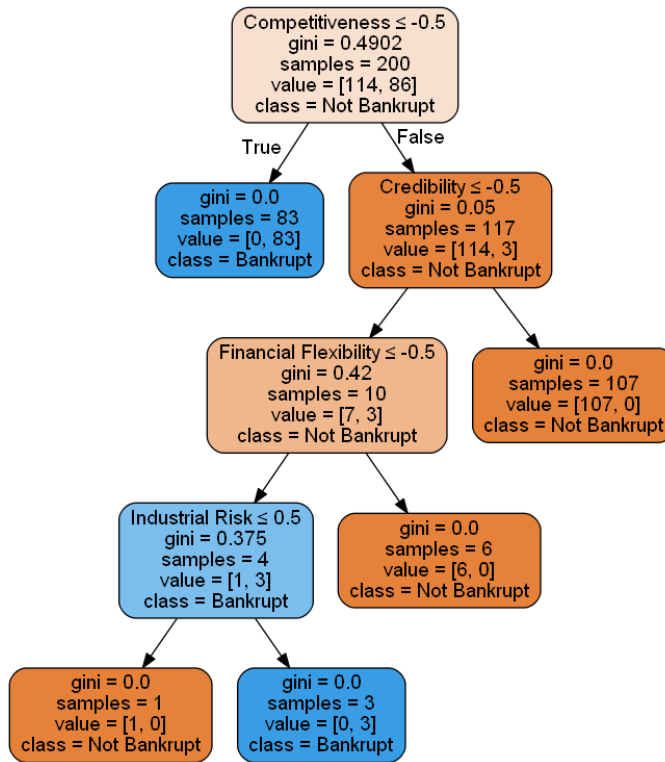 Competitiveness ≤ -0.5
gini = 0.4902
samples = 200
value = [114, 86]
class = Not Bankrupt
True
False
gini = 0.0
samples = 83
value = [0, 83]
class = Bankrupt
Credibility ≤ -0.5
gini = 0.05
samples = 117
value = [114, 3]
class = Not Bankrupt
Financial Flexibility ≤ -0.5
gini = 0.42
samples = 10
value = [7, 3]
class = Not Bankrupt
gini = 0.0
samples = 107
value = [107, 0]
class = Not Bankrupt
Industrial Risk ≤ 0.5
gini = 0.375
samples = 4
value = [1, 3]
class = Bankrupt
gini = 0.0
samples = 6
value = [6, 0]
class = Not Bankrupt
gini = 0.0
samples = 1
value = [1, 0]
class = Not Bankrupt
gini = 0.0
samples = 3
value = [0, 3]
class = Bankrupt